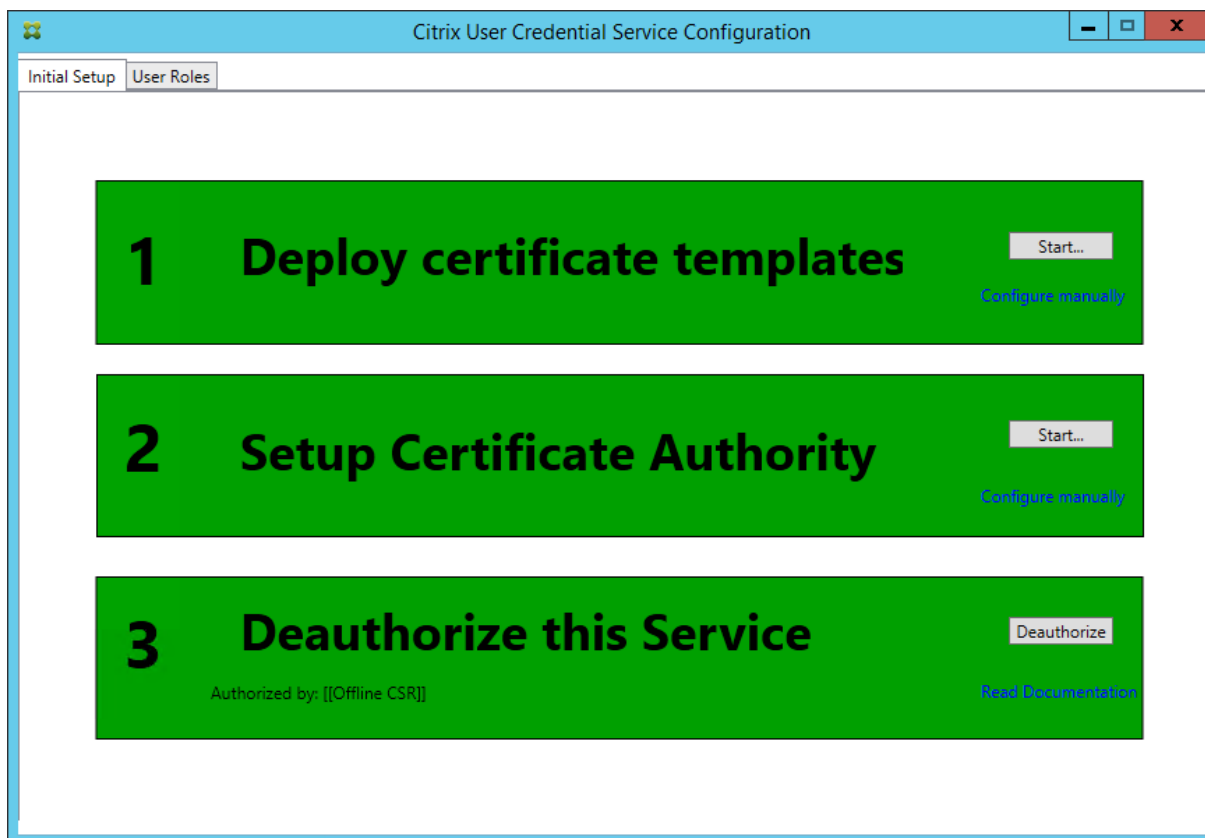 Citrix User Credential Service Configuration
Initial Setup User Roles
1 Deploy certificate templates
Start...
Configure manually
2 Setup Certificate Authority
Start...
Configure manually
3 Deauthorize this Service
Deauthorize
Authorized by: [[Offline CSR]]
Read Documentation